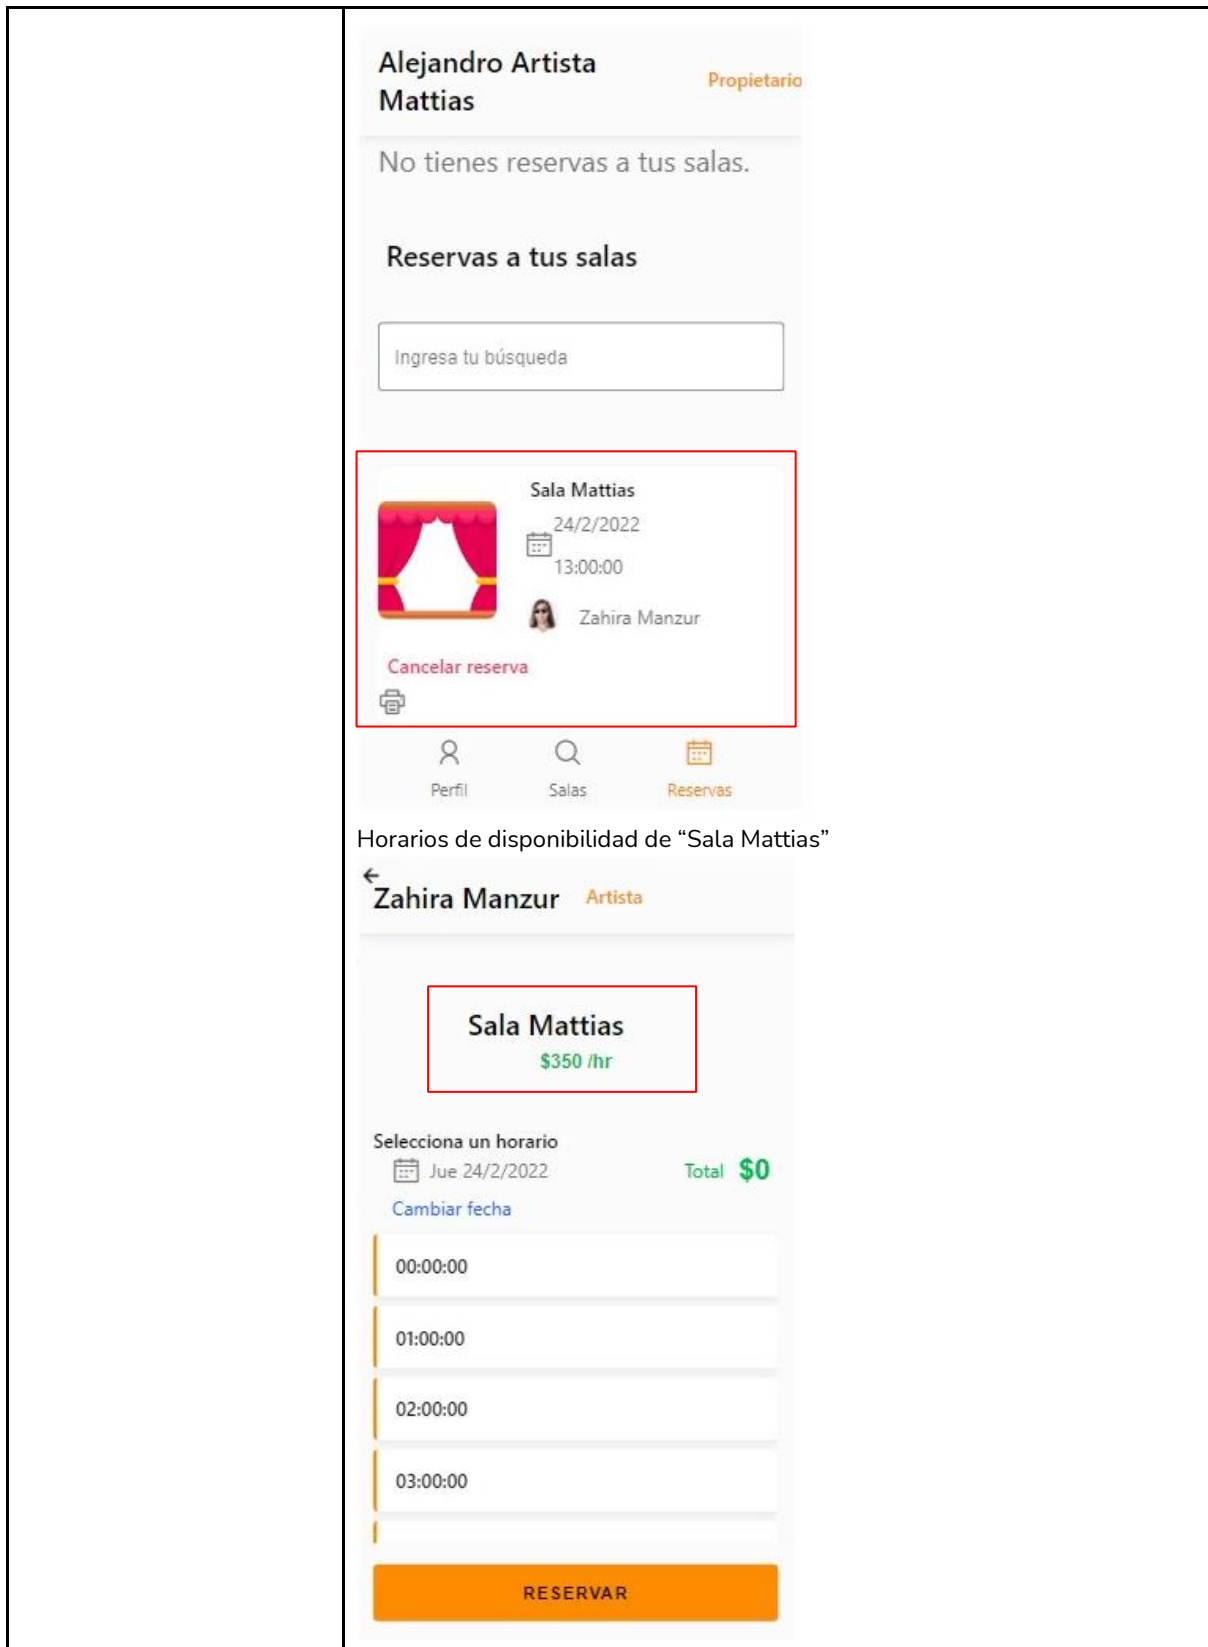 Alejandro Artista
Mattias
Propietario
No tienes reservas a tus salas.
Reservas a tus salas
Ingresa tu búsqueda
Sala Mattias
24/2/2022
13:00:00
Zahira Manzur
Cancelar reserva
Perfil Salas Reservas
Horarios de disponibilidad de “Sala Mattias”
Zahira Manzur Artista
Sala Mattias
$350 /hr
Selecciona un horario
Jue 24/2/2022 Total $0
Cambiar fecha
00:00:00
01:00:00
02:00:00
03:00:00
RESERVAR